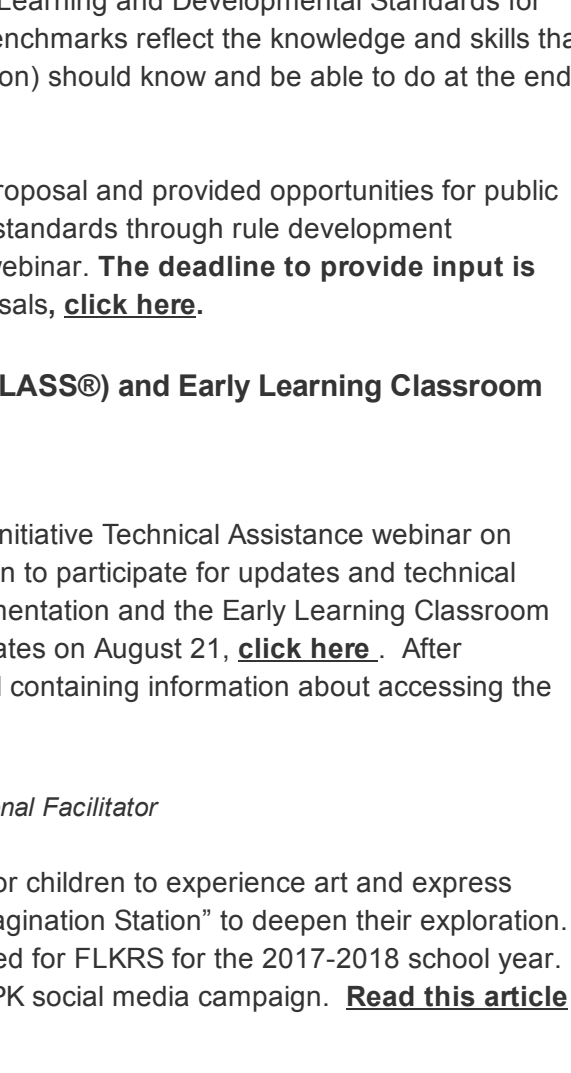 Learning and Developmental Standards for
enchmarks reflect the knowledge and skills tha
on) should know and be able to do at the end
roposal and provided opportunities for public
standards through rule development
webinar. The deadline to provide input is
sals, click here.
LASS®) and Early Learning Classroom
nitiative Technical Assistance webinar on
n to participate for updates and technical
mentation and the Early Learning Classroom
ates on August 21, click here . After
l containing information about accessing the
onal Facilitator
or children to experience art and express
agination Station” to deepen their exploration.
ed for FLKRS for the 2017-2018 school year.
PK social media campaign. Read this article